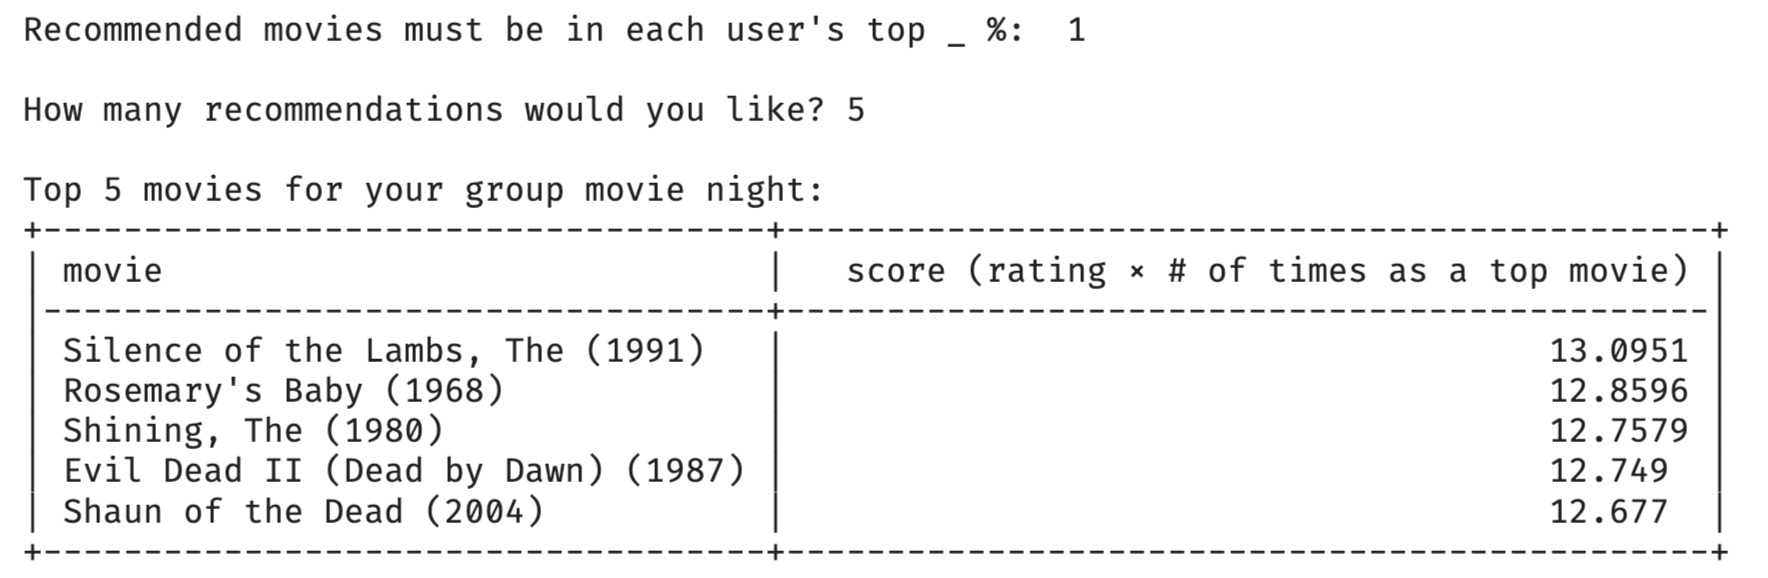 Recommended movies must be in each user's top _ %:  1
How many recommendations would you like? 5
Top 5 movies for your group movie night:
+------------------------------------+----------------------------------------------+
| movie                              |   score (rating × # of times as a top movie) |
|------------------------------------+----------------------------------------------|
| Silence of the Lambs, The (1991)   |                                      13.0951 |
| Rosemary's Baby (1968)             |                                      12.8596 |
| Shining, The (1980)                |                                      12.7579 |
| Evil Dead II (Dead by Dawn) (1987) |                                      12.749  |
| Shaun of the Dead (2004)           |                                      12.677  |
+------------------------------------+----------------------------------------------+